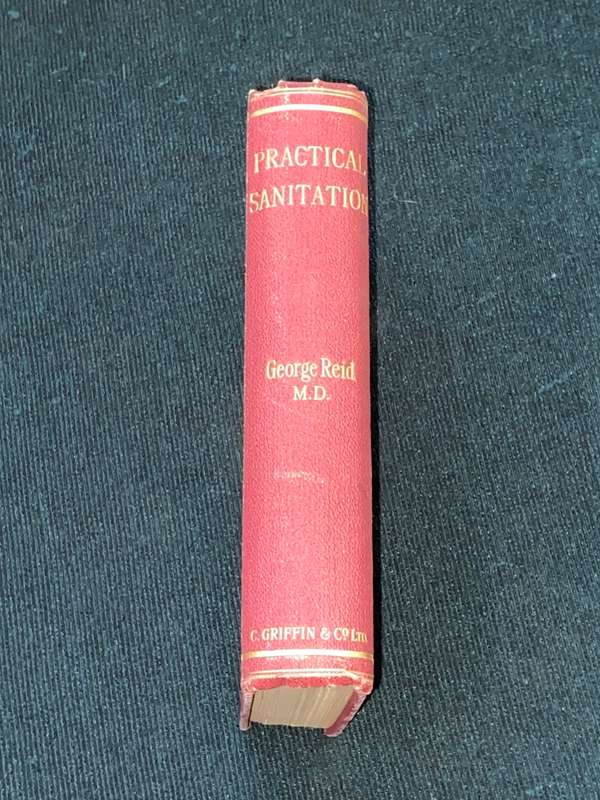 PRACTICAL
SANITATION
George Reid,
M.D.
C. GRIFFIN & Co Ltd